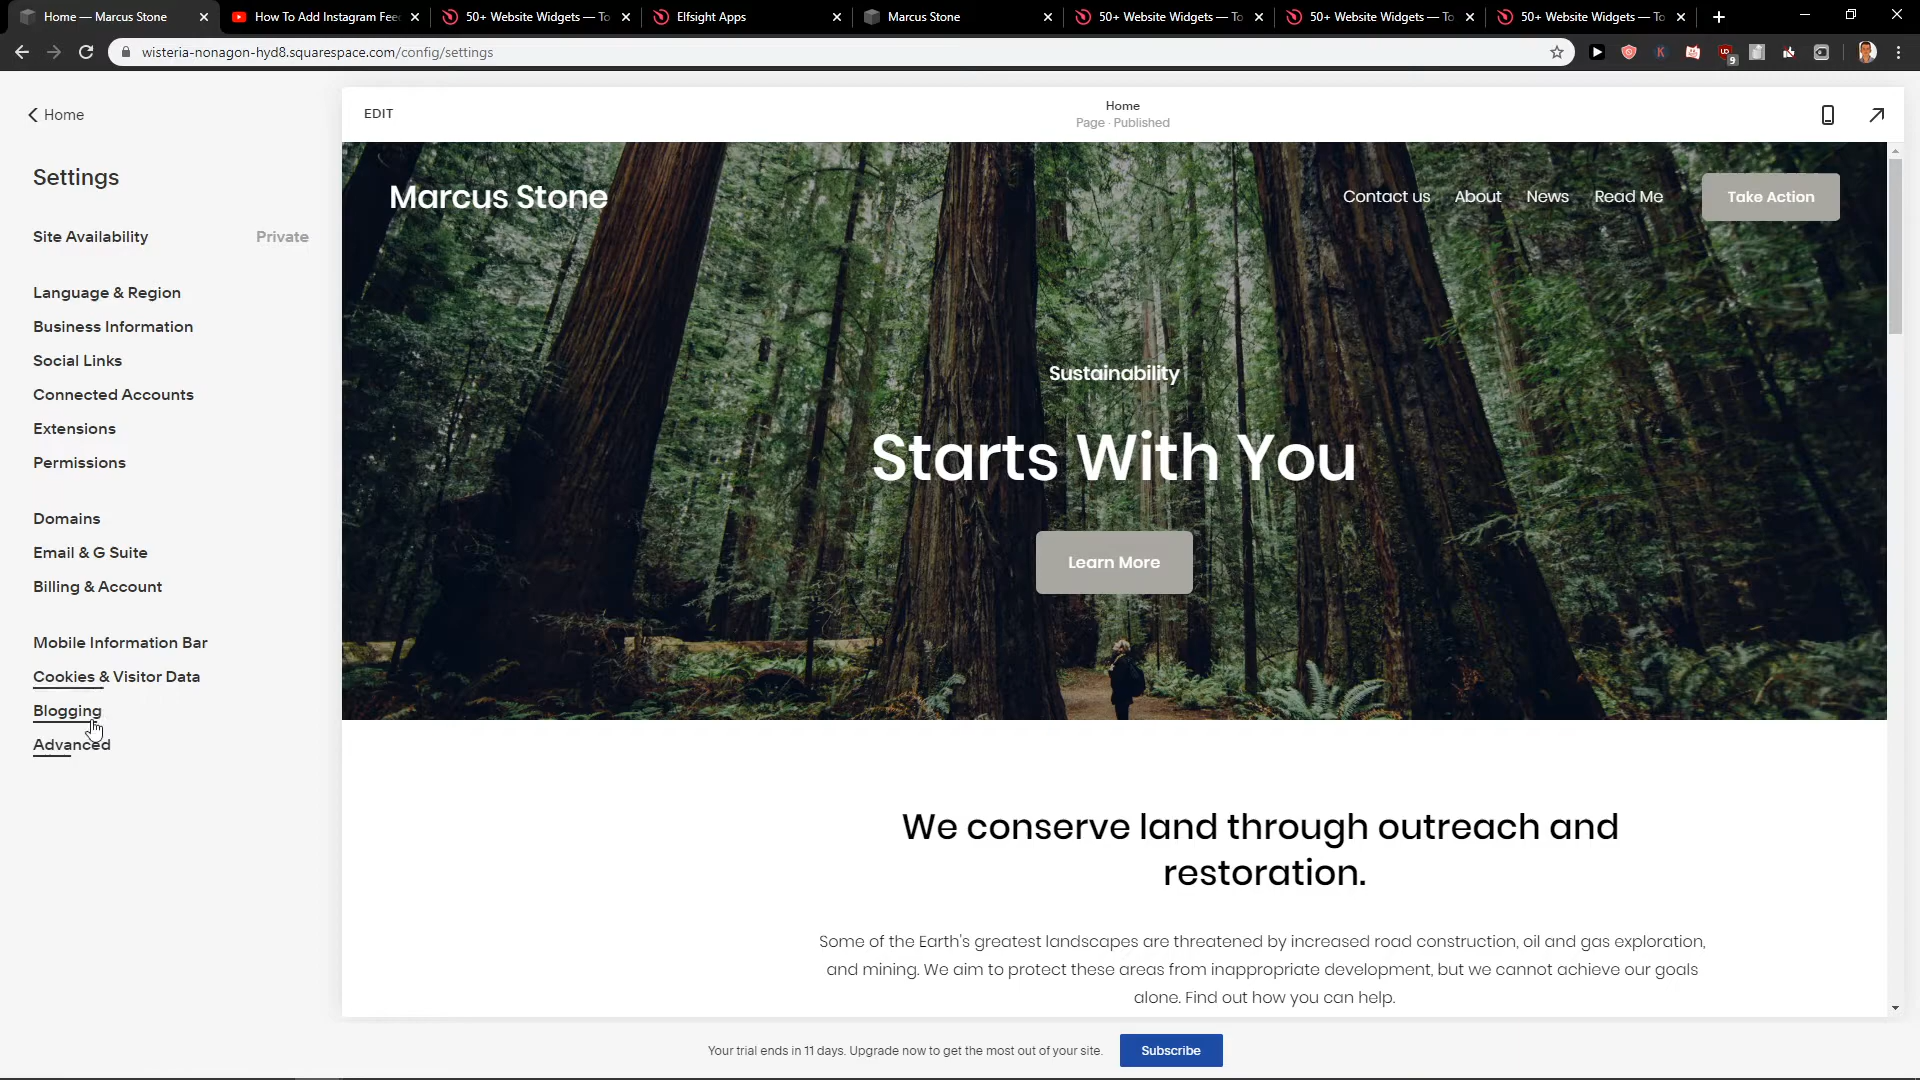 Home — Marcus Stone
How To Add Instagram Fee
50+ Website Widgets — To
Elfsight Apps
Marcus Stone
50+ Website Widgets — To
50+ Website Widgets — To
50+ Website Widgets — To
wisteria-nonagon-hyd8.squarespace.com/config/settings
9
Home
Settings
Site Availability Private
Language & Region
Business Information
Social Links
Connected Accounts
Extensions
Permissions
Domains
Email & G Suite
Billing & Account
Mobile Information Bar
Cookies & Visitor Data
Blogging
Advanced
EDIT
Home
Page · Published
Marcus Stone
Contact us About News Read Me Take Action
Sustainability
Starts With You
Learn More
We conserve land through outreach and
restoration.
Some of the Earth's greatest landscapes are threatened by increased road construction, oil and gas exploration,
and mining. We aim to protect these areas from inappropriate development, but we cannot achieve our goals
alone. Find out how you can help.
Your trial ends in 11 days. Upgrade now to get the most out of your site. Subscribe